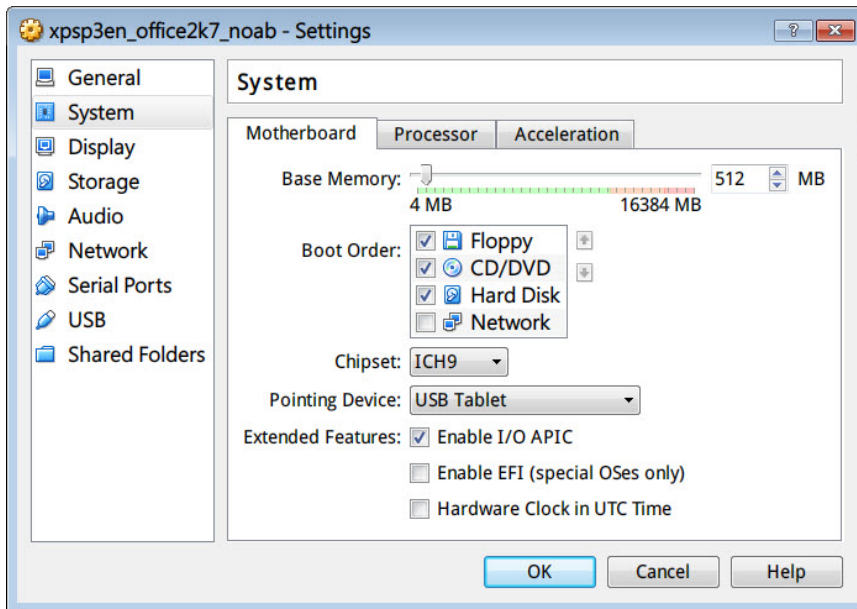 xpsp3en_office2k7_noab - Settings
General
System
Display
Storage
Audio
Network
Serial Ports
USB
Shared Folders
System
Motherboard Processor Acceleration
Base Memory: 512 MB
4 MB 16384 MB
Boot Order: Floppy
CD/DVD
Hard Disk
Network
Chipset: ICH9
Pointing Device: USB Tablet
Extended Features: Enable I/O APIC
Enable EFI (special OSes only)
Hardware Clock in UTC Time
OK Cancel Help